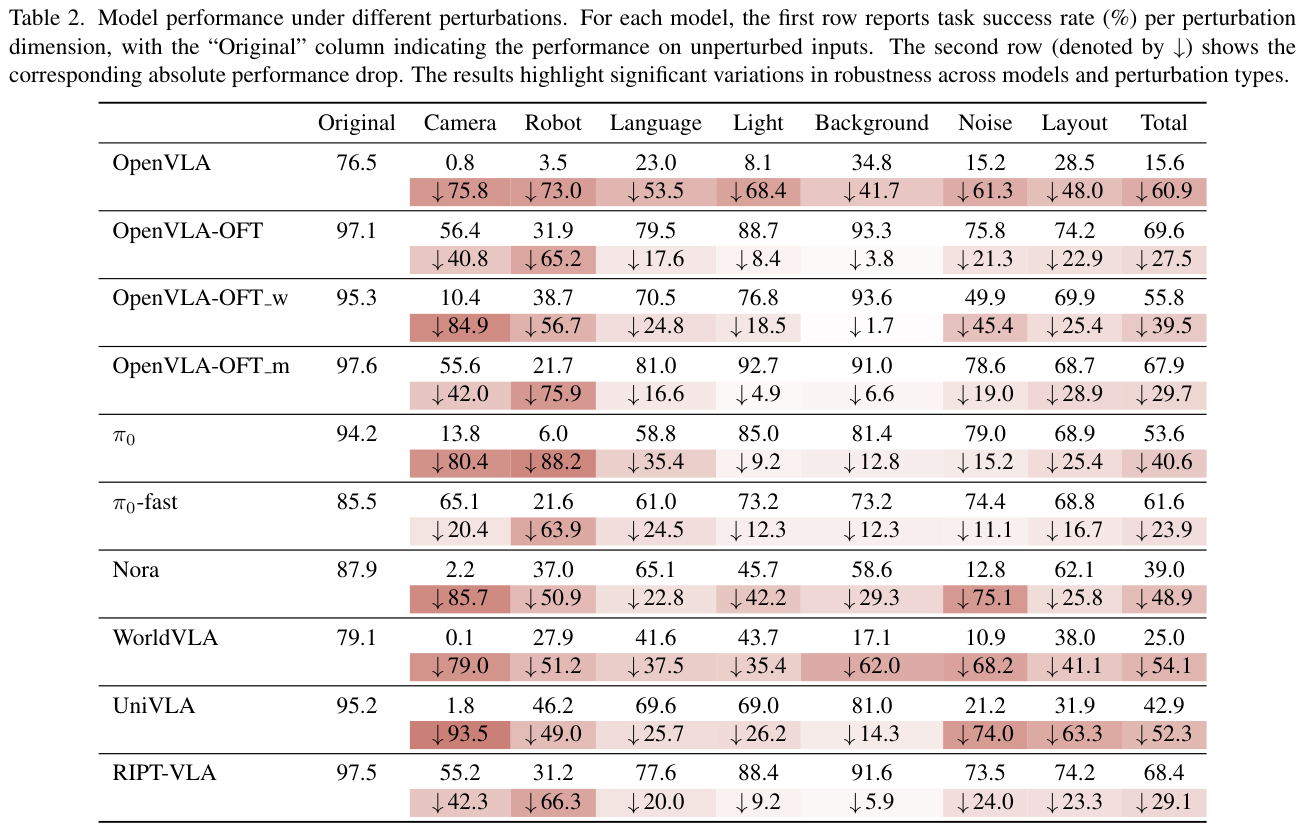 Table 2. Model performance under different perturbations. For each model, the first row reports task success rate (%) per perturbation
dimension, with the “Original” column indicating the performance on unperturbed inputs. The second row (denoted by ↓) shows the
corresponding absolute performance drop. The results highlight significant variations in robustness across models and perturbation types.
Original Camera Robot Language Light Background Noise Layout Total
OpenVLA 76.5 0.8 3.5 23.0 8.1 34.8 15.2 28.5 15.6
↓75.8 ↓73.0 ↓53.5 ↓68.4 ↓41.7 ↓61.3 ↓48.0 ↓60.9
OpenVLA-OFT 97.1 56.4 31.9 79.5 88.7 93.3 75.8 74.2 69.6
↓40.8 ↓65.2 ↓17.6 ↓8.4 ↓3.8 ↓21.3 ↓22.9 ↓27.5
OpenVLA-OFT_w 95.3 10.4 38.7 70.5 76.8 93.6 49.9 69.9 55.8
↓84.9 ↓56.7 ↓24.8 ↓18.5 ↓1.7 ↓45.4 ↓25.4 ↓39.5
OpenVLA-OFT_m 97.6 55.6 21.7 81.0 92.7 91.0 78.6 68.7 67.9
↓42.0 ↓75.9 ↓16.6 ↓4.9 ↓6.6 ↓19.0 ↓28.9 ↓29.7
π₀ 94.2 13.8 6.0 58.8 85.0 81.4 79.0 68.9 53.6
↓80.4 ↓88.2 ↓35.4 ↓9.2 ↓12.8 ↓15.2 ↓25.4 ↓40.6
π₀-fast 85.5 65.1 21.6 61.0 73.2 73.2 74.4 68.8 61.6
↓20.4 ↓63.9 ↓24.5 ↓12.3 ↓12.3 ↓11.1 ↓16.7 ↓23.9
Nora 87.9 2.2 37.0 65.1 45.7 58.6 12.8 62.1 39.0
↓85.7 ↓50.9 ↓22.8 ↓42.2 ↓29.3 ↓75.1 ↓25.8 ↓48.9
WorldVLA 79.1 0.1 27.9 41.6 43.7 17.1 10.9 38.0 25.0
↓79.0 ↓51.2 ↓37.5 ↓35.4 ↓62.0 ↓68.2 ↓41.1 ↓54.1
UniVLA 95.2 1.8 46.2 69.6 69.0 81.0 21.2 31.9 42.9
↓93.5 ↓49.0 ↓25.7 ↓26.2 ↓14.3 ↓74.0 ↓63.3 ↓52.3
RIPT-VLA 97.5 55.2 31.2 77.6 88.4 91.6 73.5 74.2 68.4
↓42.3 ↓66.3 ↓20.0 ↓9.2 ↓5.9 ↓24.0 ↓23.3 ↓29.1